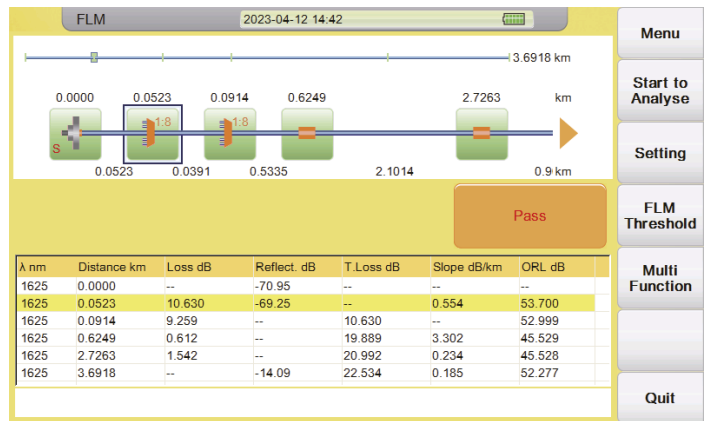 FLM 2023-04-12 14:42
3.6918 km
0.0000 0.0523 0.0914 0.6249 2.7263 km
1:8 1:8
S
0.0523 0.0391 0.5335 2.1014 0.9 km
Pass
λ nm Distance km Loss dB Reflect. dB T.Loss dB Slope dB/km ORL dB
1625 0.0000 -- -70.95 -- -- --
1625 0.0523 10.630 -69.25 -- 0.554 53.700
1625 0.0914 9.259 -- 10.630 -- 52.999
1625 0.6249 0.612 -- 19.889 3.302 45.529
1625 2.7263 1.542 -- 20.992 0.234 45.528
1625 3.6918 -- -14.09 22.534 0.185 52.277
Menu
Start to
Analyse
Setting
FLM
Threshold
Multi
Function
Quit